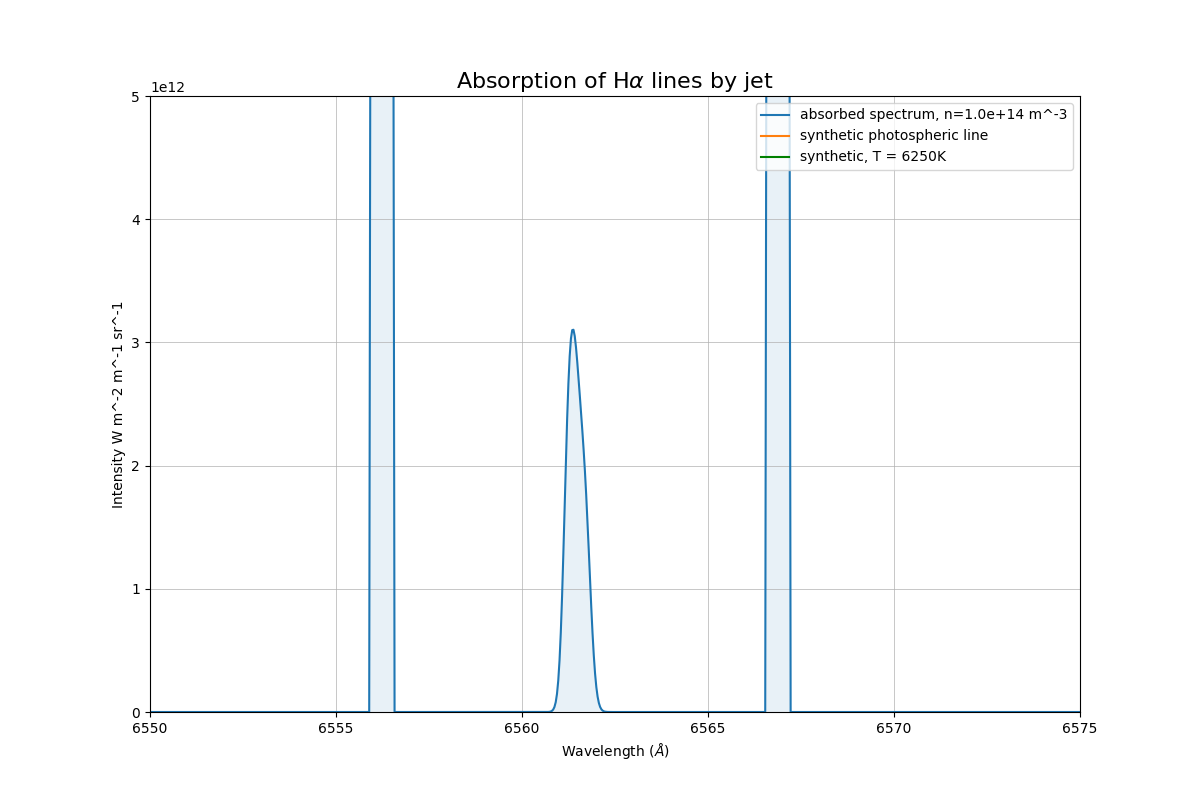 Absorption of Hα lines by jet
1e12
absorbed spectrum, n=1.0e+14 m^-3
synthetic photospheric line
synthetic, T = 6250K
5
4
3
2
1
0
Intensity W m^-2 m^-1 sr^-1
6550
6555
6560
6565
6570
6575
Wavelength (Å)